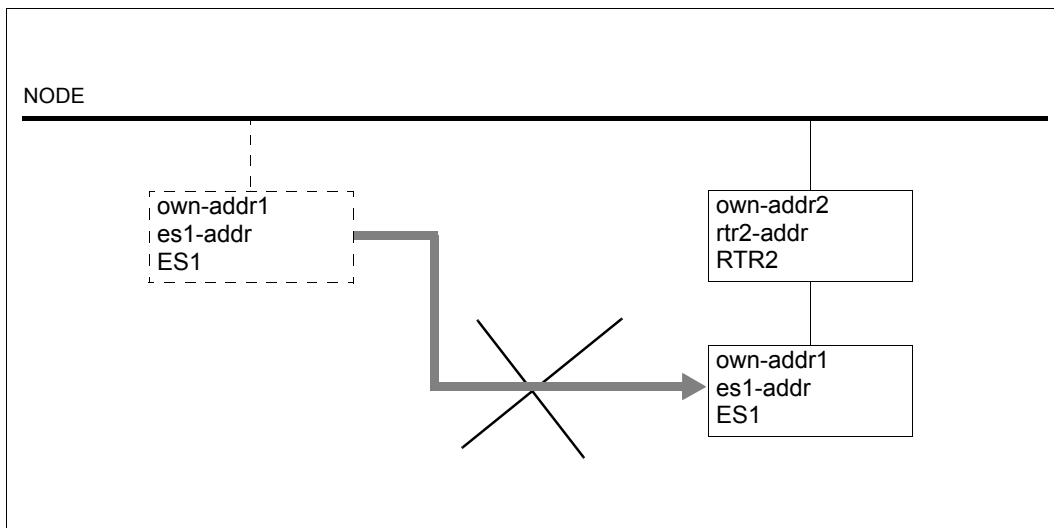 NODE
own-addr1
es1-addr
ES1
own-addr2
rtr2-addr
RTR2
own-addr1
es1-addr
ES1